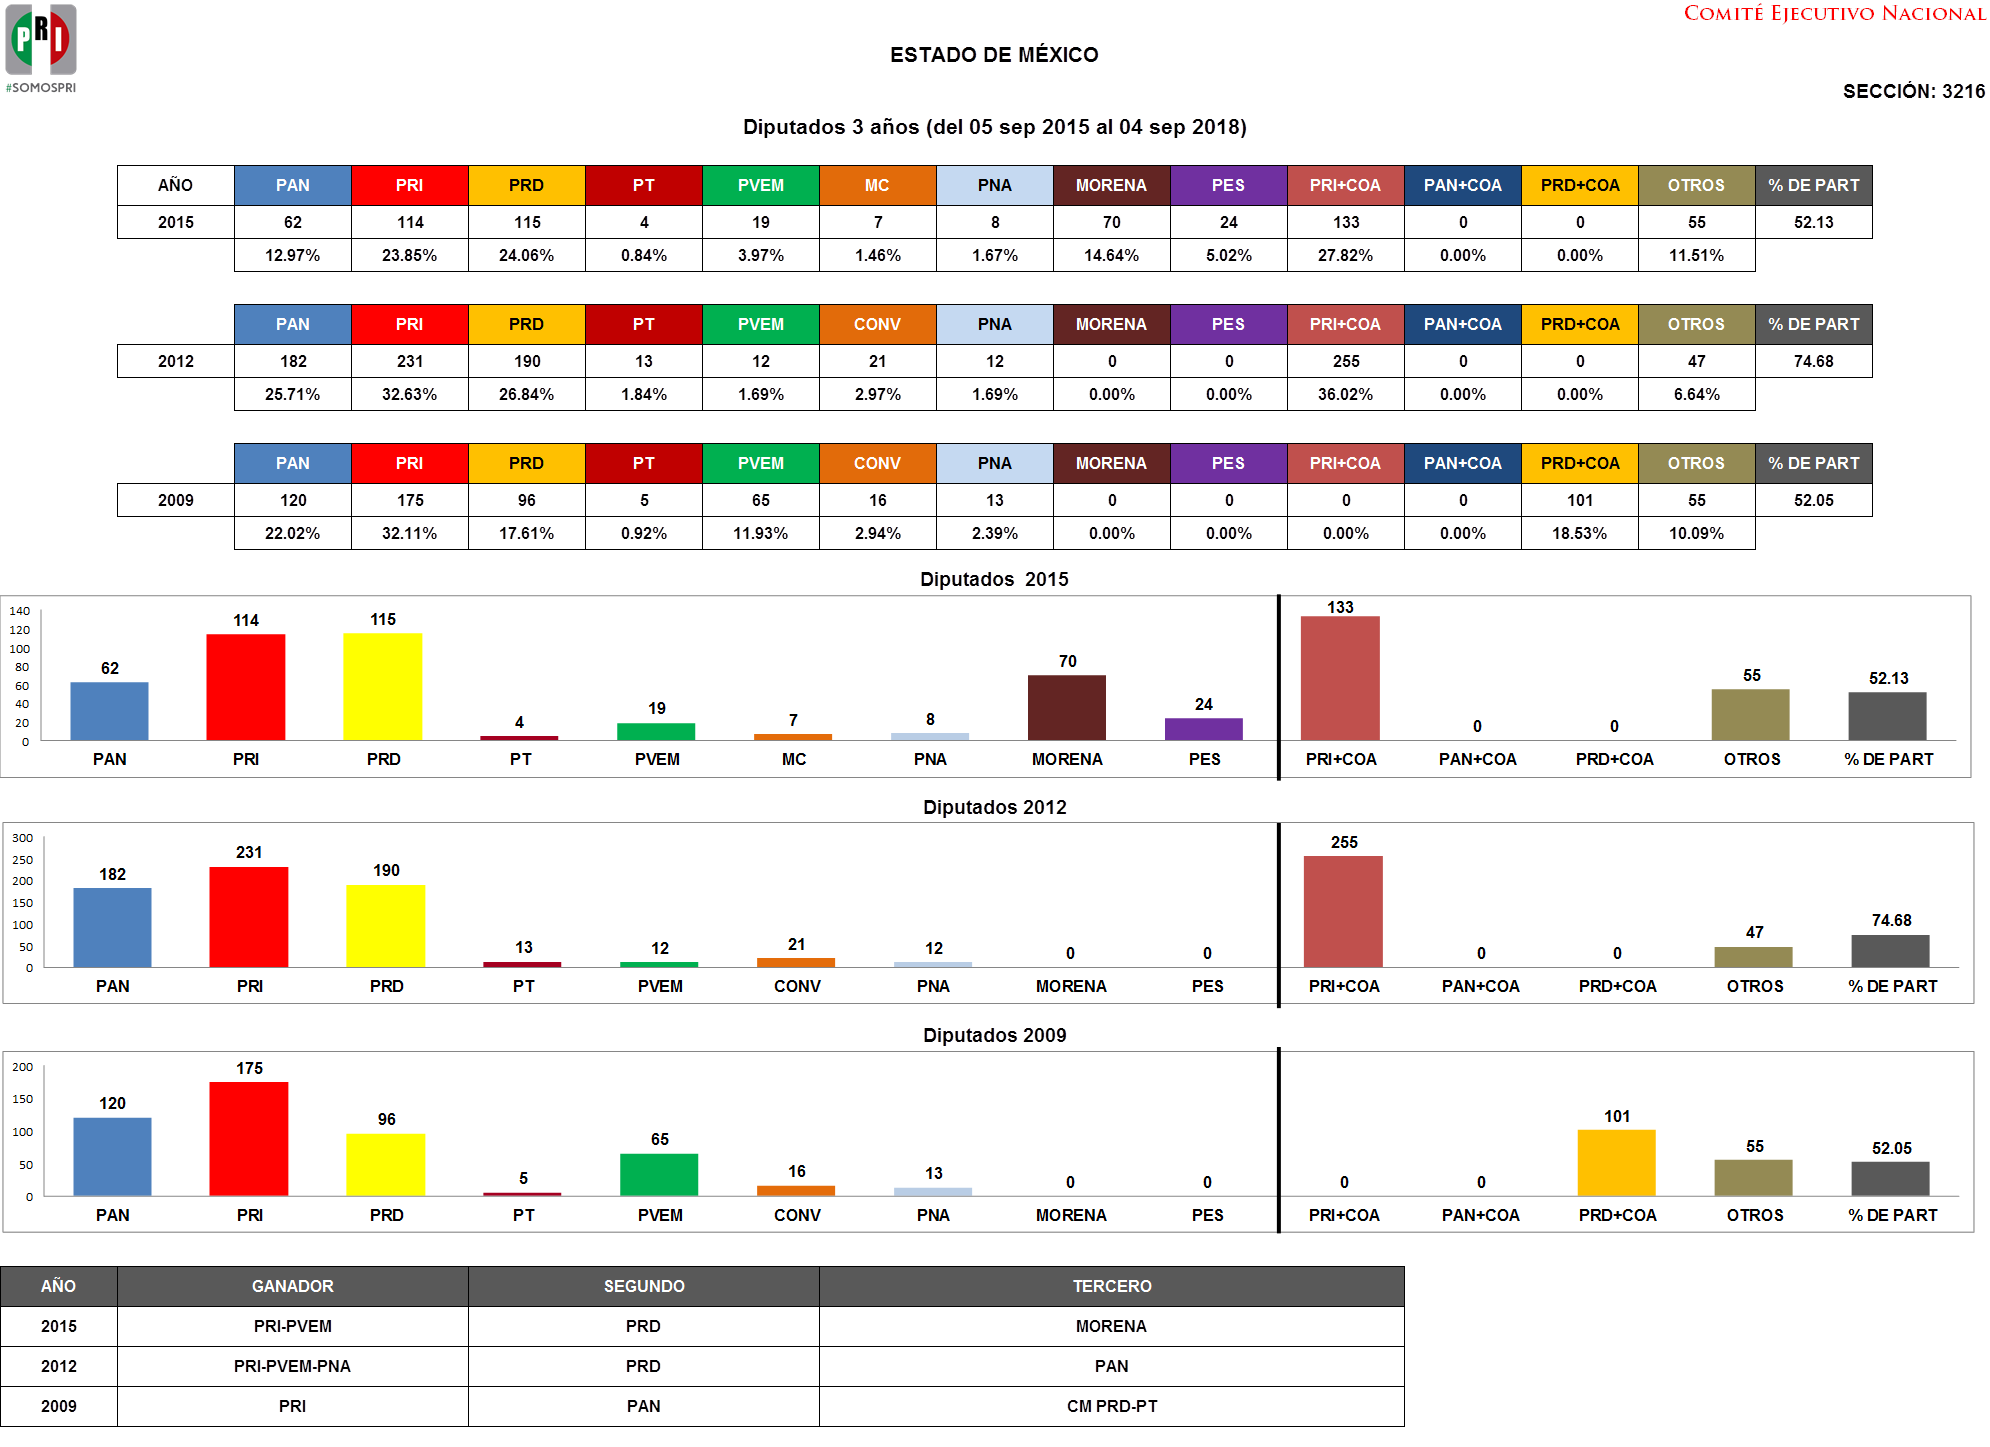 PRI
#SOMOSPRI
COMITÉ EJECUTIVO NACIONAL
ESTADO DE MÉXICO
SECCIÓN: 3216
Diputados 3 años (del 05 sep 2015 al 04 sep 2018)
AÑO PAN PRI PRD PT PVEM MC PNA MORENA PES PRI+COA PAN+COA PRD+COA OTROS % DE PART
2015 62 114 115 4 19 7 8 70 24 133 0 0 55 52.13
12.97% 23.85% 24.06% 0.84% 3.97% 1.46% 1.67% 14.64% 5.02% 27.82% 0.00% 0.00% 11.51%
PAN PRI PRD PT PVEM CONV PNA MORENA PES PRI+COA PAN+COA PRD+COA OTROS % DE PART
2012 182 231 190 13 12 21 12 0 0 255 0 0 47 74.68
25.71% 32.63% 26.84% 1.84% 1.69% 2.97% 1.69% 0.00% 0.00% 36.02% 0.00% 0.00% 6.64%
PAN PRI PRD PT PVEM CONV PNA MORENA PES PRI+COA PAN+COA PRD+COA OTROS % DE PART
2009 120 175 96 5 65 16 13 0 0 0 0 101 55 52.05
22.02% 32.11% 17.61% 0.92% 11.93% 2.94% 2.39% 0.00% 0.00% 0.00% 0.00% 18.53% 10.09%
Diputados 2015
140
120
100
80
60
40
20
0
62 114 115 4 19 7 8 70 24 133 0 0 55 52.13
PAN PRI PRD PT PVEM MC PNA MORENA PES PRI+COA PAN+COA PRD+COA OTROS % DE PART
Diputados 2012
300
250
200
150
100
50
0
182 231 190 13 12 21 12 0 0 255 0 0 47 74.68
PAN PRI PRD PT PVEM CONV PNA MORENA PES PRI+COA PAN+COA PRD+COA OTROS % DE PART
Diputados 2009
200
150
100
50
0
120 175 96 5 65 16 13 0 0 0 0 101 55 52.05
PAN PRI PRD PT PVEM CONV PNA MORENA PES PRI+COA PAN+COA PRD+COA OTROS % DE PART
AÑO GANADOR SEGUNDO TERCERO
2015 PRI-PVEM PRD MORENA
2012 PRI-PVEM-PNA PRD PAN
2009 PRI PAN CM PRD-PT